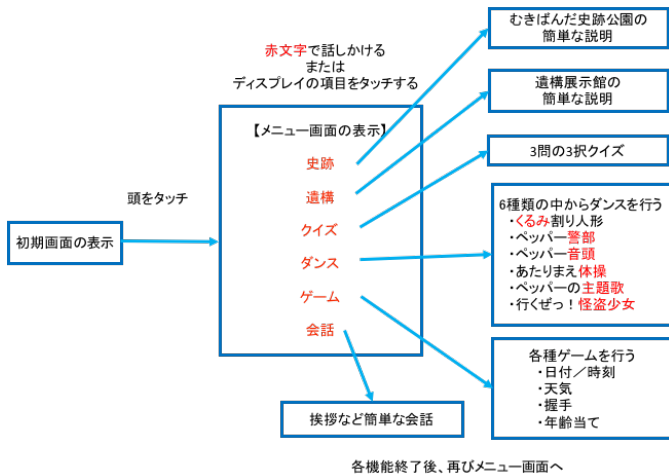 赤文字で話しかける
または
ディスプレイの項目をタッチする
頭をタッチ
初期画面の表示
【メニュー画面の表示】
史跡
遺構
クイズ
ダンス
ゲーム
会話
むきばんだ史跡公園の
簡単な説明
遺構展示館の
簡単な説明
3問の3択クイズ
6種類の中からダンスを行う
・くるみ割り人形
・ペッパー警部
・ペッパー音頭
・あたりまえ体操
・ペッパーの主題歌
・行くぜっ！怪盗少女
各種ゲームを行う
・日付／時刻
・天気
・握手
・年齢当て
挨拶など簡単な会話
各機能終了後、再びメニュー画面へ